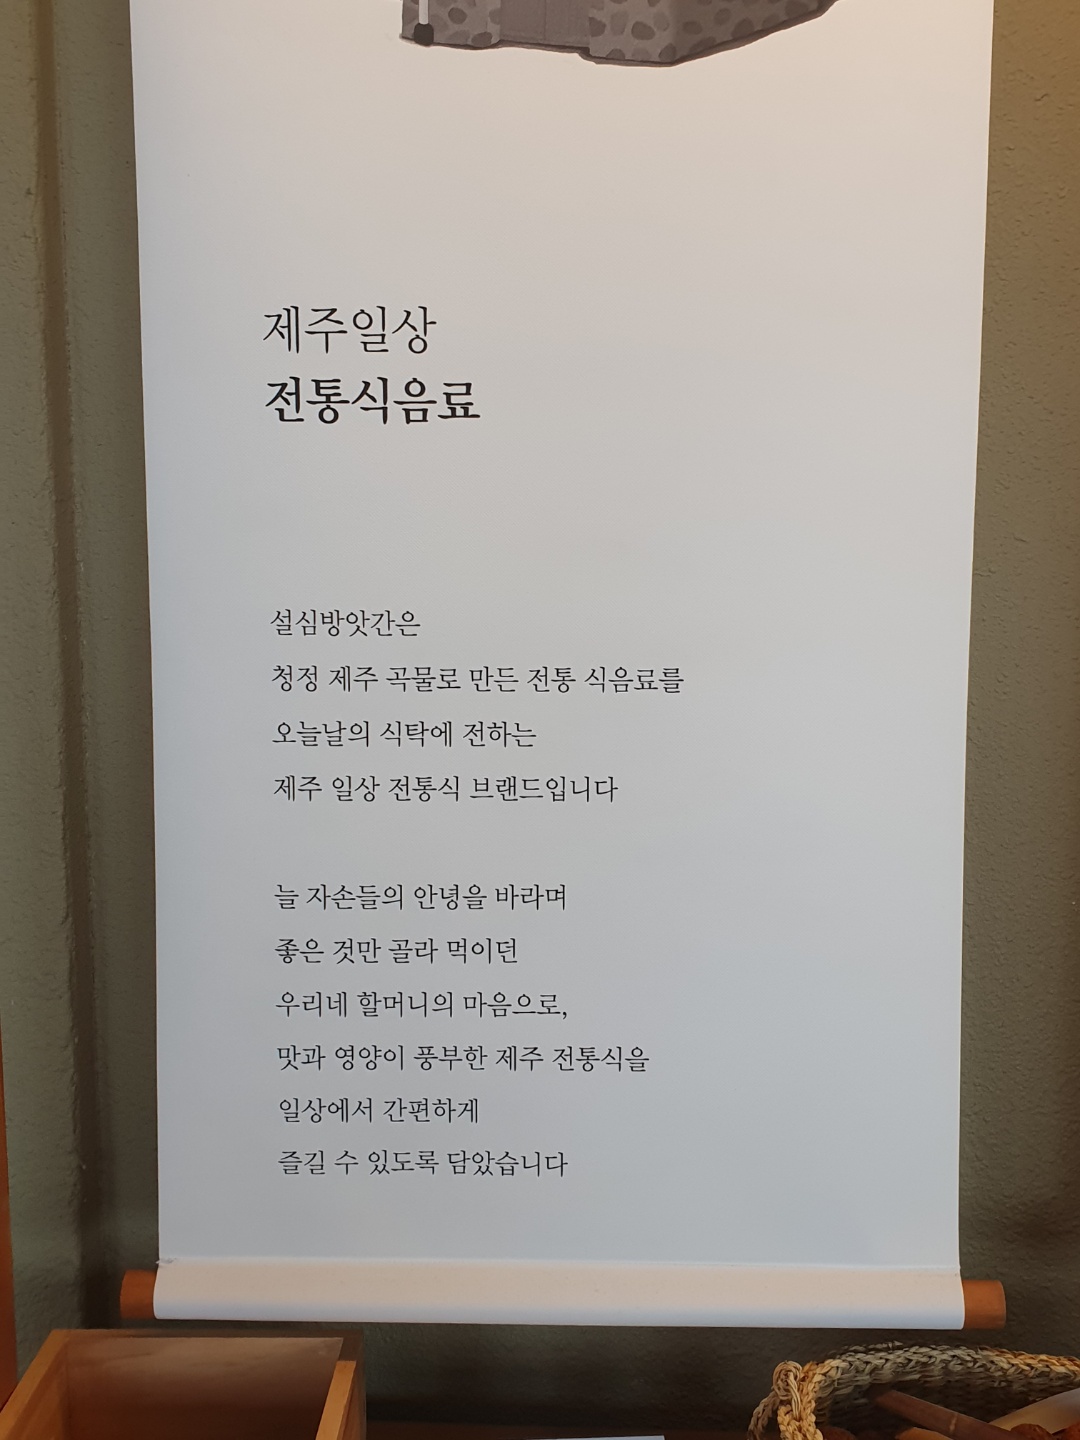 제주일상
전통식음료
설심방앗간은
청정 제주 곡물로 만든 전통 식음료를
오늘날의 식탁에 전하는
제주 일상 전통식 브랜드입니다
늘 자손들의 안녕을 바라며
좋은 것만 골라 먹이던
우리네 할머니의 마음으로,
맛과 영양이 풍부한 제주 전통식을
일상에서 간편하게
즐길 수 있도록 담았습니다